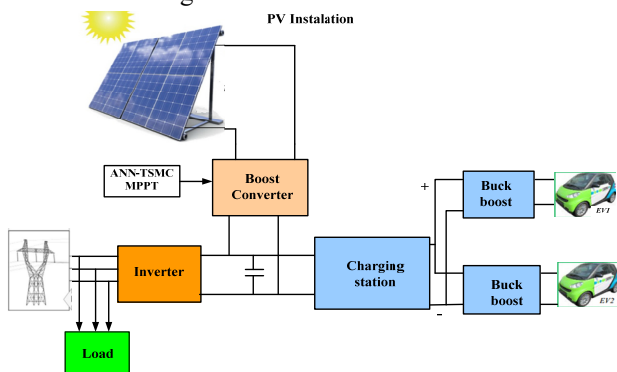 PV Instalation
ANN-TSMC
MPPT
Boost
Converter
Buck
boost
+
EV1
Inverter
Charging
station
Buck
boost
EV2
-
Load